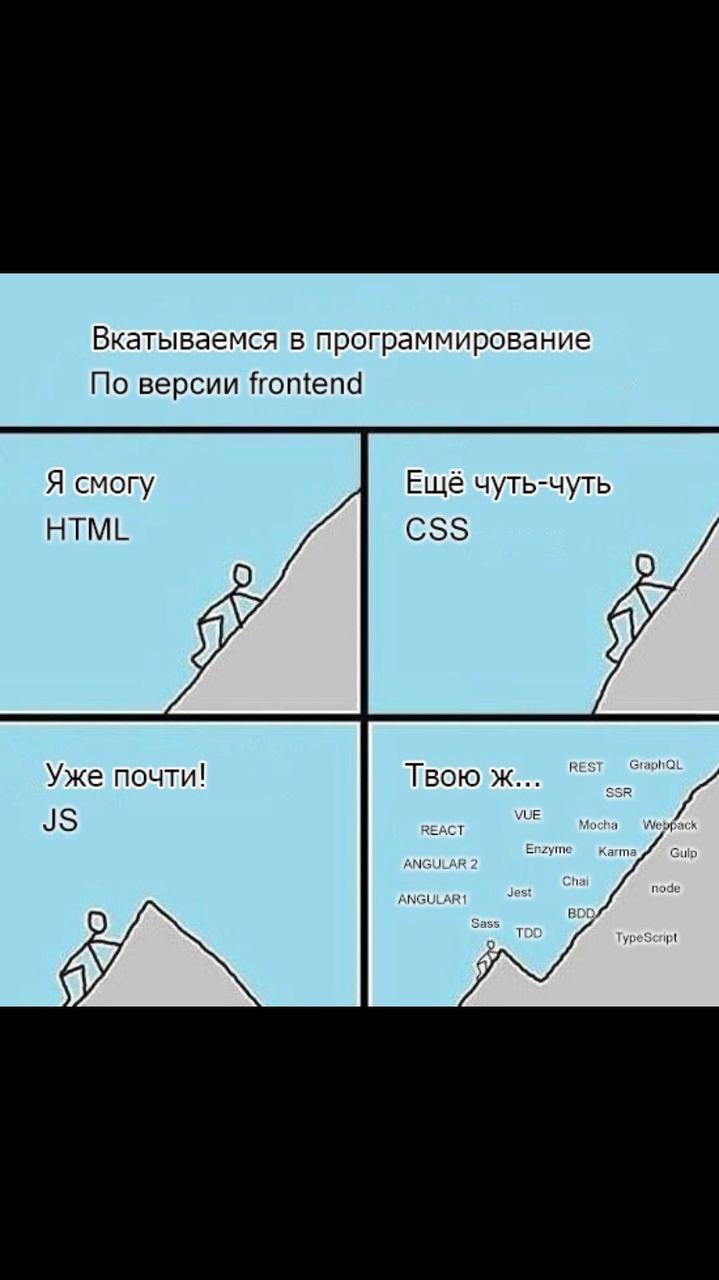 Вкатываемся в программирование
По версии frontend
Я смогу
HTML
Ещё чуть-чуть
CSS
Уже почти!
JS
Твою ж...
REST GraphQL
SSR
VUE
Mocha Webpack
REACT
Enzyme Karma Gulp
ANGULAR 2
Chai
node
Jest
ANGULAR1
BDD
Sass
TDD
TypeScript